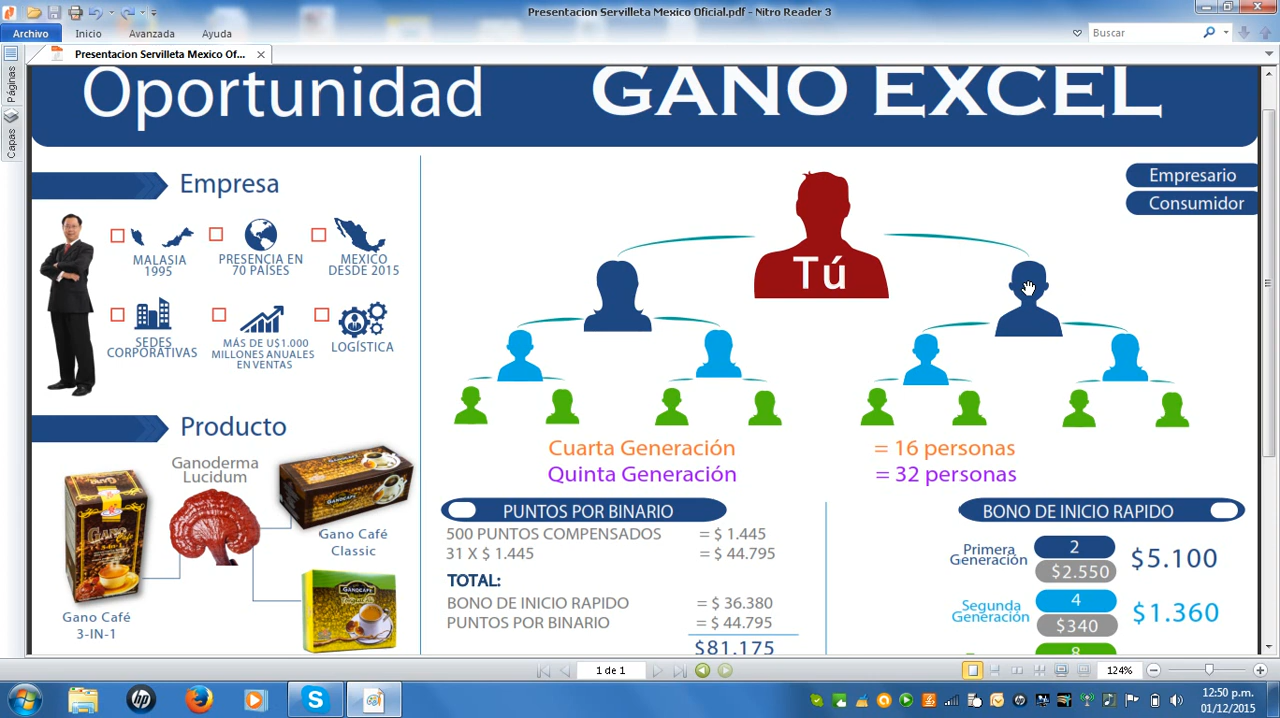 Presentacion Servilleta Mexico Oficial.pdf - Nitro Reader 3
Archivo
Inicio
Avanzada
Ayuda
Buscar
Presentacion Servilleta Mexico Of...
Páginas
Capas
Oportunidad
GANO EXCEL
Empresa
MALASIA
1995
PRESENCIA EN
70 PAÍSES
MEXICO
DESDE 2015
SEDES
CORPORATIVAS
MÁS DE U$1.000
MILLONES ANUALES
EN VENTAS
LOGÍSTICA
Producto
Ganoderma
Lucidum
Gano Café
Classic
Gano Café
3-IN-1
Empresario
Consumidor
Tú
Cuarta Generación = 16 personas
Quinta Generación = 32 personas
PUNTOS POR BINARIO
500 PUNTOS COMPENSADOS = $ 1.445
31 X $ 1.445 = $ 44.795
TOTAL:
BONO DE INICIO RAPIDO = $ 36.380
PUNTOS POR BINARIO = $ 44.795
$81.175
BONO DE INICIO RAPIDO
Primera
Generación
2
$2.550
$5.100
Segunda
Generación
4
$340
$1.360
8
1 de 1
124%
12:50 p.m.
01/12/2015